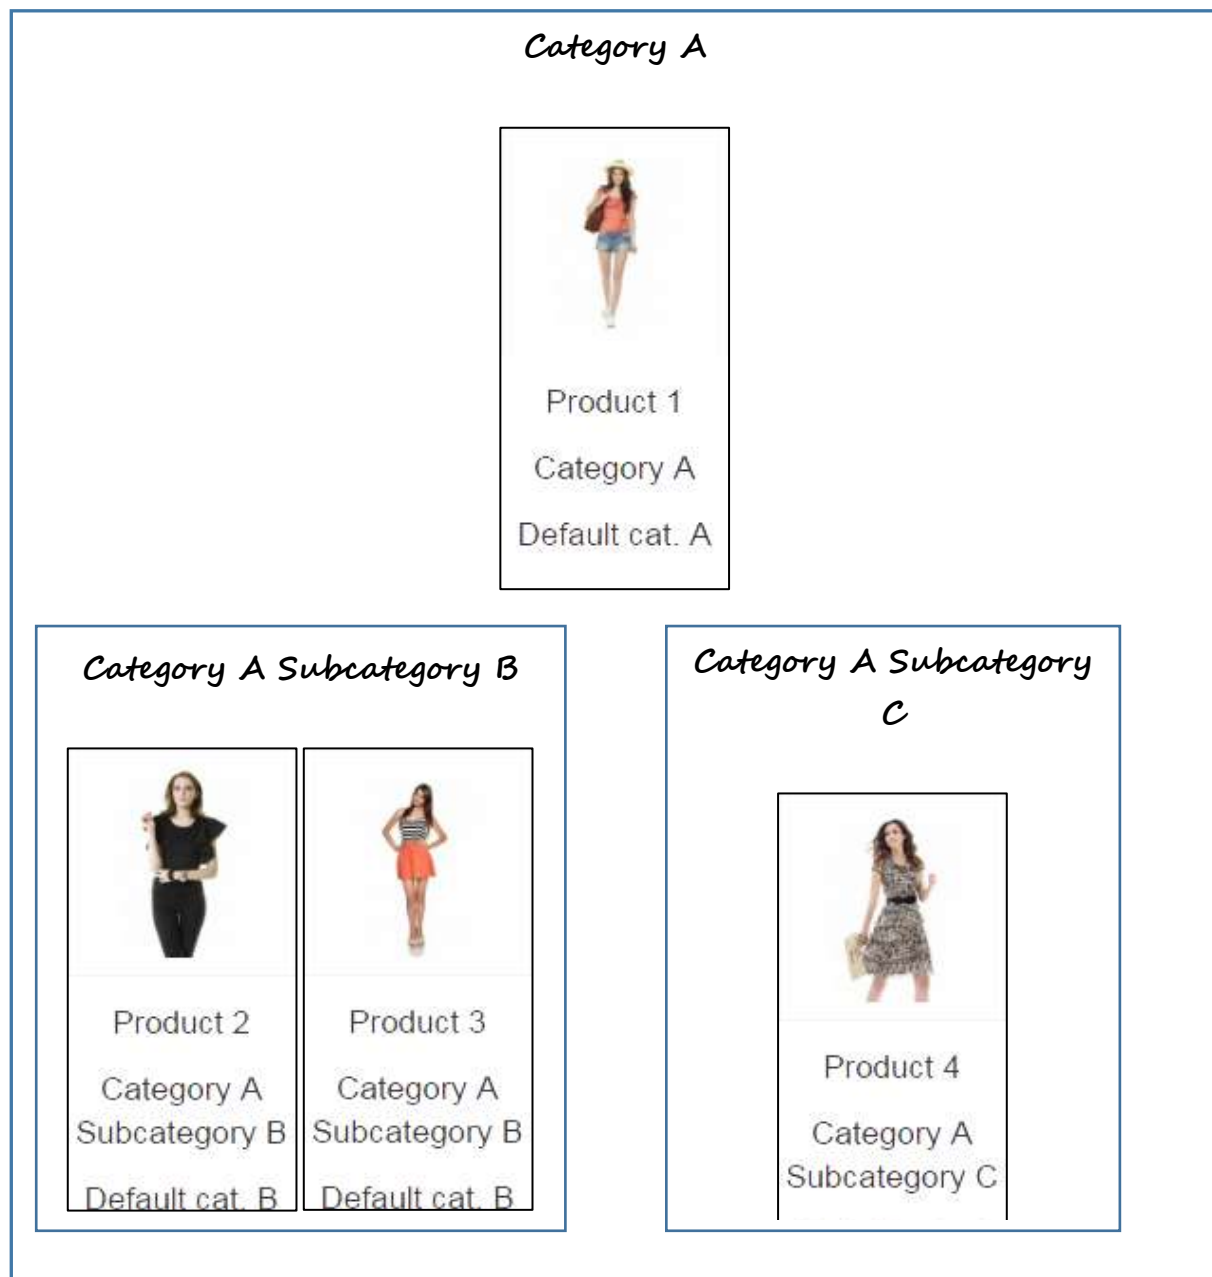 Category A
Product 1
Category A
Default cat. A
Category A Subcategory B
Product 2
Category A
Subcategory B
Default cat. B
Product 3
Category A
Subcategory B
Default cat. B
Category A Subcategory
C
Product 4
Category A
Subcategory C